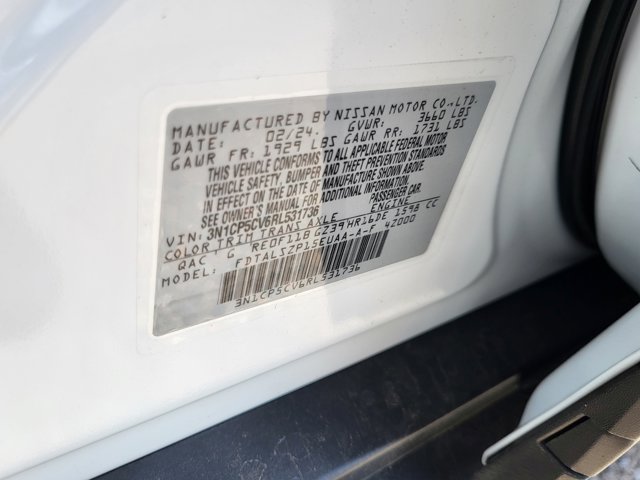 MANUFACTURED BY NISSAN MOTOR CO.,LTD.
DATE: 02/24. GVWR: 3660 LBS
GAWR FR: 1929 LBS GAWR RR: 1731 LBS
THIS VEHICLE CONFORMS TO ALL APPLICABLE FEDERAL MOTOR
VEHICLE SAFETY, BUMPER AND THEFT PREVENTION STANDARDS
IN EFFECT ON THE DATE OF MANUFACTURE SHOWN ABOVE.
SEE OWNER'S MANUAL FOR ADDITIONAL INFORMATION.
VIN: 3N1CP5CV6RL531736 PASSENGER CAR
COLOR TRIM TRANS AXLE ENGINE
QAC G RE0F11B GZ39 HR16DE 1598 CC
MODEL: FDTALSZP15EUAA-A-F 42000
3N1CP5CV6RL531736